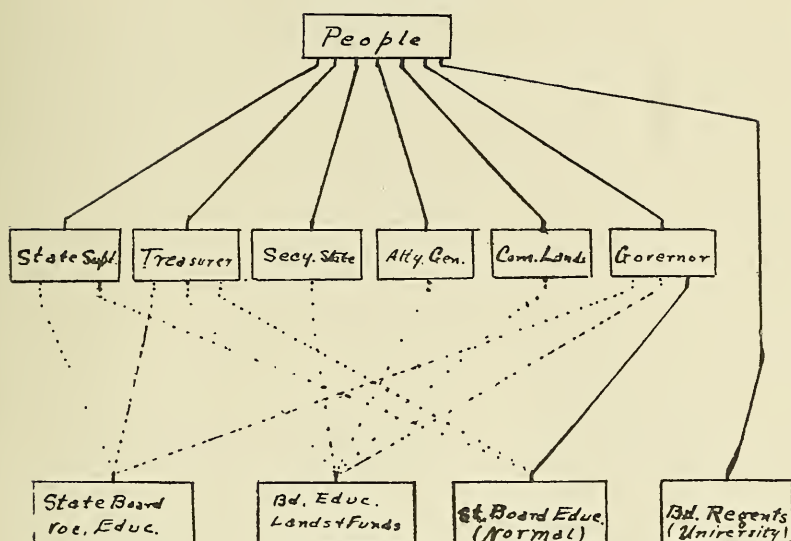 People
State Supt.
Treasurer
Secy. State
Atty. Gen.
Com. Lands
Governor
State Board
Voc. Educ.
Bd. Educ.
Lands + Funds
St. Board Educ.
(Normal)
Bd. Regents
(University)